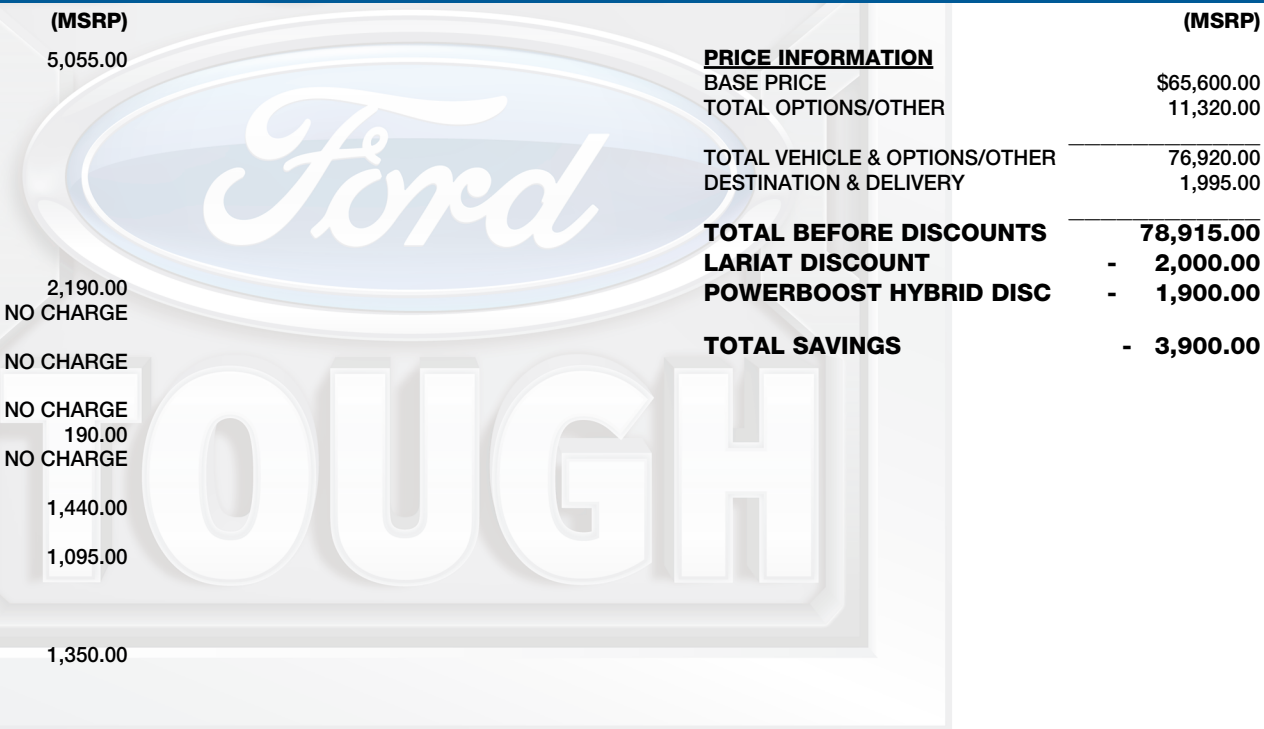 (MSRP)
5,055.00
2,190.00
NO CHARGE
NO CHARGE
NO CHARGE
190.00
NO CHARGE
1,440.00
1,095.00
1,350.00
Ford
TOUGH
(MSRP)
PRICE INFORMATION
BASE PRICE $65,600.00
TOTAL OPTIONS/OTHER 11,320.00
TOTAL VEHICLE & OPTIONS/OTHER 76,920.00
DESTINATION & DELIVERY 1,995.00
TOTAL BEFORE DISCOUNTS 78,915.00
LARIAT DISCOUNT - 2,000.00
POWERBOOST HYBRID DISC - 1,900.00
TOTAL SAVINGS - 3,900.00